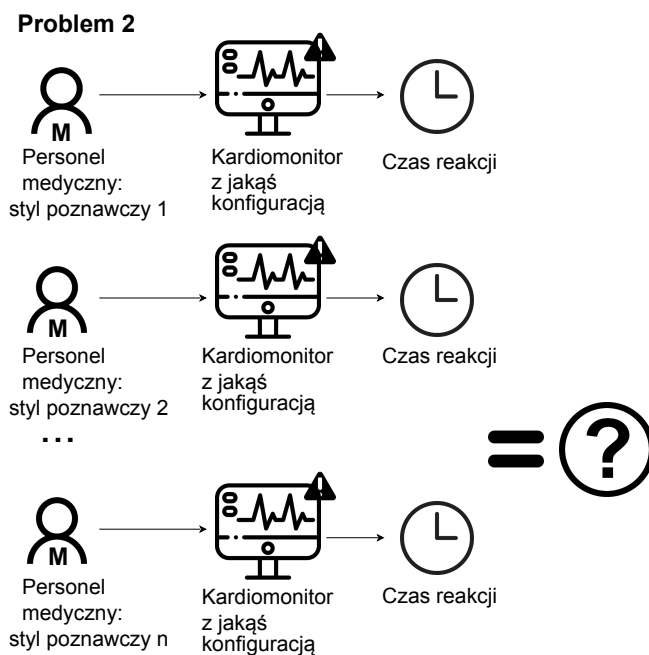 Problem 2
M
Personel
medyczny:
styl poznawczy 1
Kardiomonitor
z jakąś
konfiguracją
Czas reakcji
M
Personel
medyczny:
styl poznawczy 2
Kardiomonitor
z jakąś
konfiguracją
Czas reakcji
...
= ?
M
Personel
medyczny:
styl poznawczy n
Kardiomonitor
z jakąś
konfiguracją
Czas reakcji